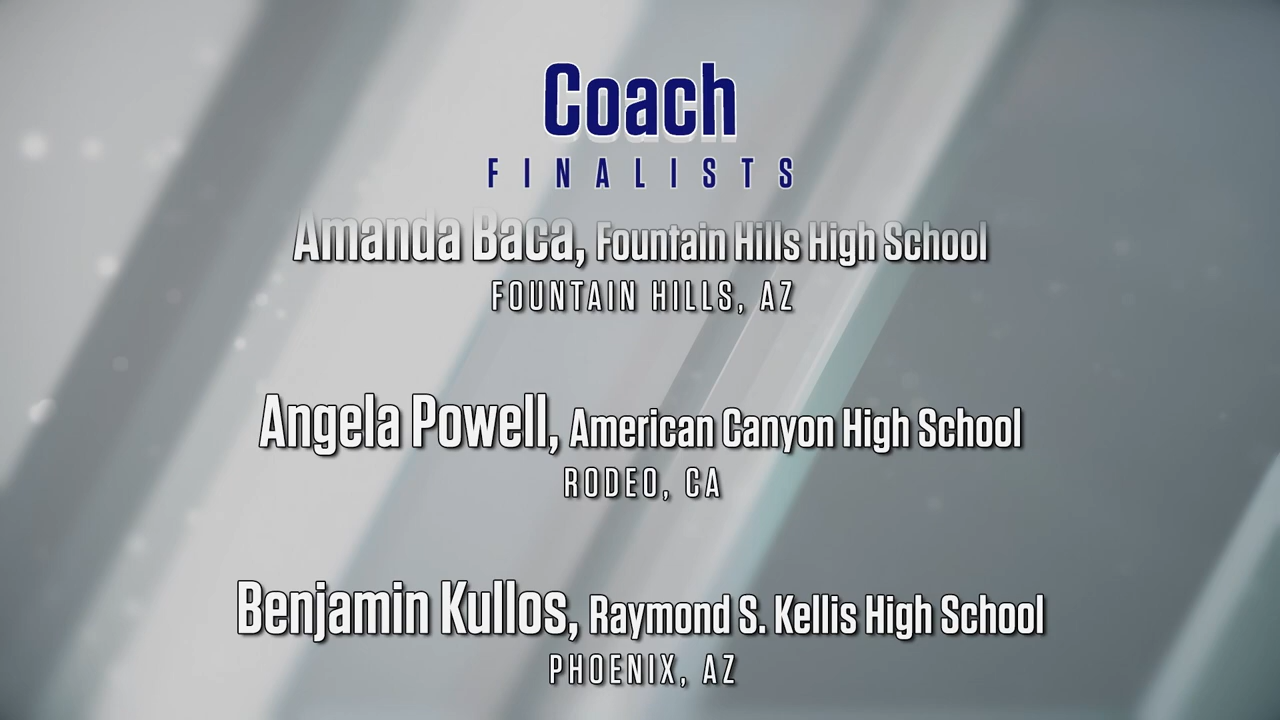 Coach
FINALISTS
Amanda Baca, Fountain Hills High School
FOUNTAIN HILLS, AZ
Angela Powell, American Canyon High School
RODEO, CA
Benjamin Kullos, Raymond S. Kellis High School
PHOENIX, AZ